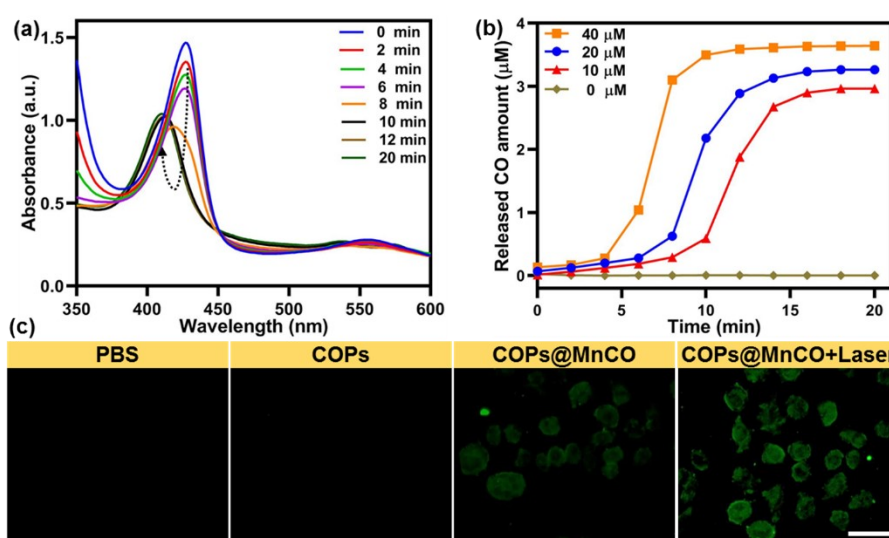 (a)
Absorbance (a.u.)
1.5
1.0
0.5
0.0
0 min
2 min
4 min
6 min
8 min
10 min
12 min
20 min
350 400 450 500 550 600
Wavelength (nm)
(b)
Released CO amount (μM)
4
3
2
1
0
40 μM
20 μM
10 μM
0 μM
0 5 10 15 20
Time (min)
(c)
PBS
COPs
COPs@MnCO
COPs@MnCO+Laser